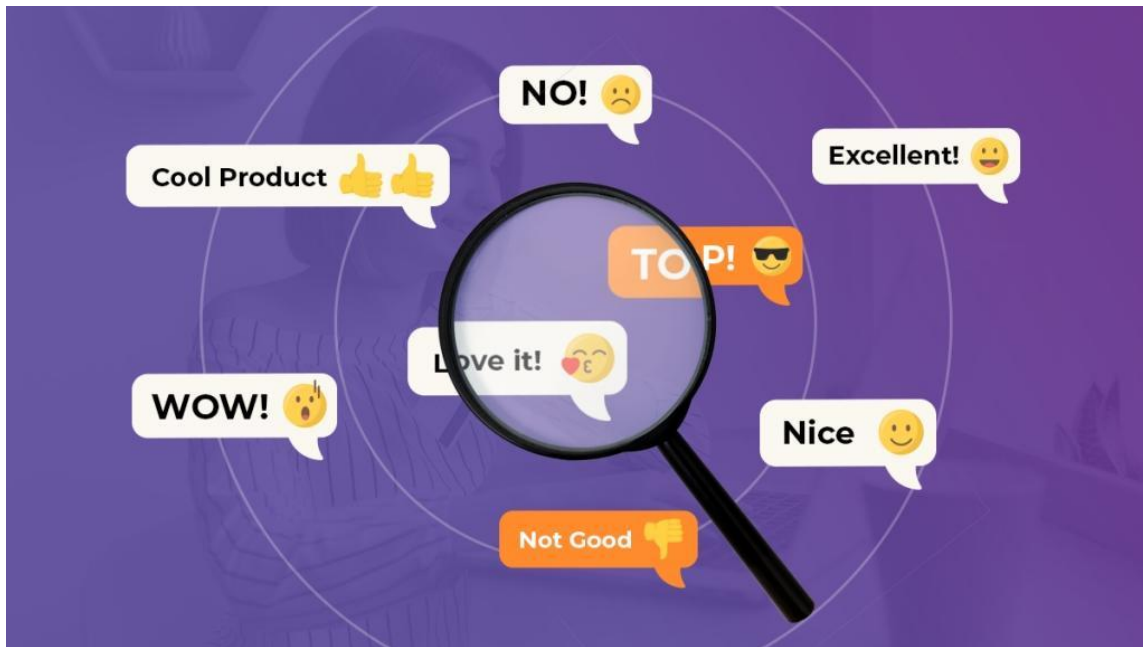 NO!
Excellent!
Cool Product
TOP!
Love it!
WOW!
Nice
Not Good